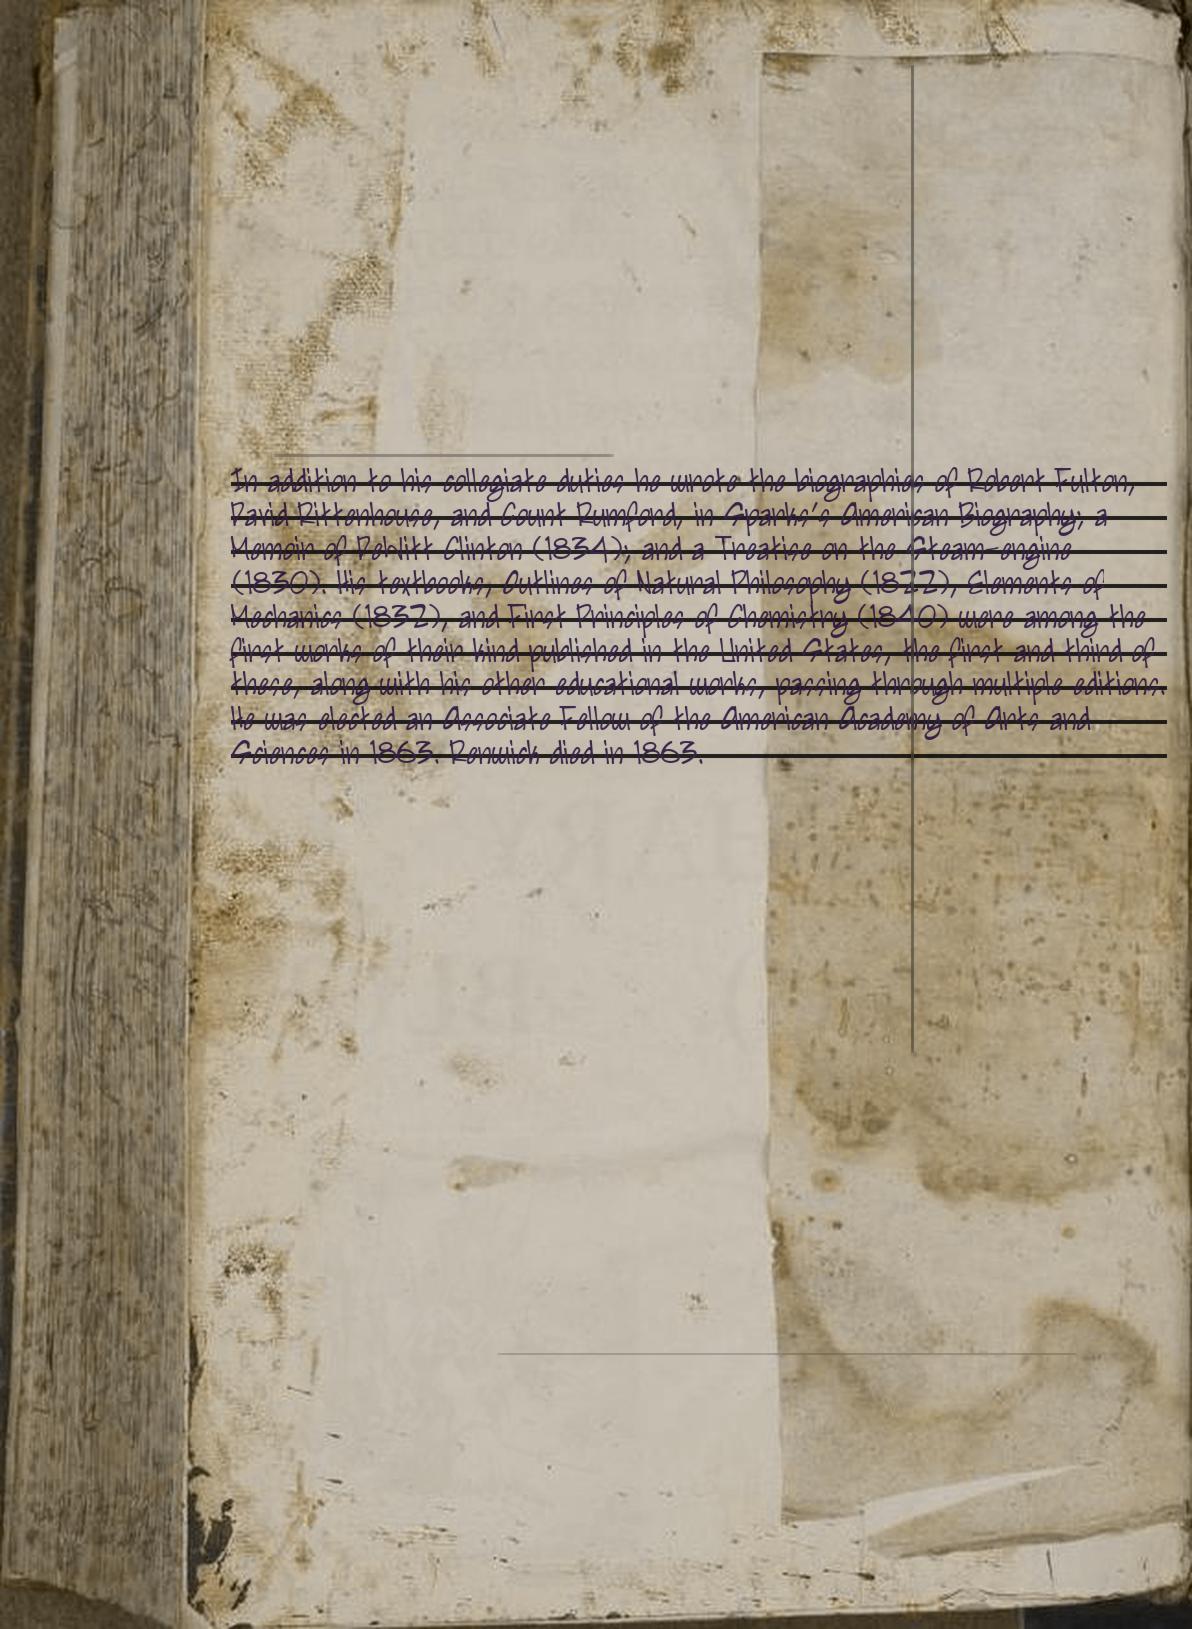 In addition to his collegiate duties he wrote the biographies of Robert Fulton,
David Rittenhouse, and Count Rumford, in Sparks's American Biography; a
Memoir of DeWitt Clinton (1834); and a Treatise on the Steam-engine
(1830). His textbooks, Outlines of Natural Philosophy (1822), Elements of
Mechanics (1832), and First Principles of Chemistry (1840) were among the
first works of their kind published in the United States, the first and third of
these, along with his other educational works, passing through multiple editions.
He was elected an Associate Fellow of the American Academy of Arts and
Sciences in 1863. Renwick died in 1863.